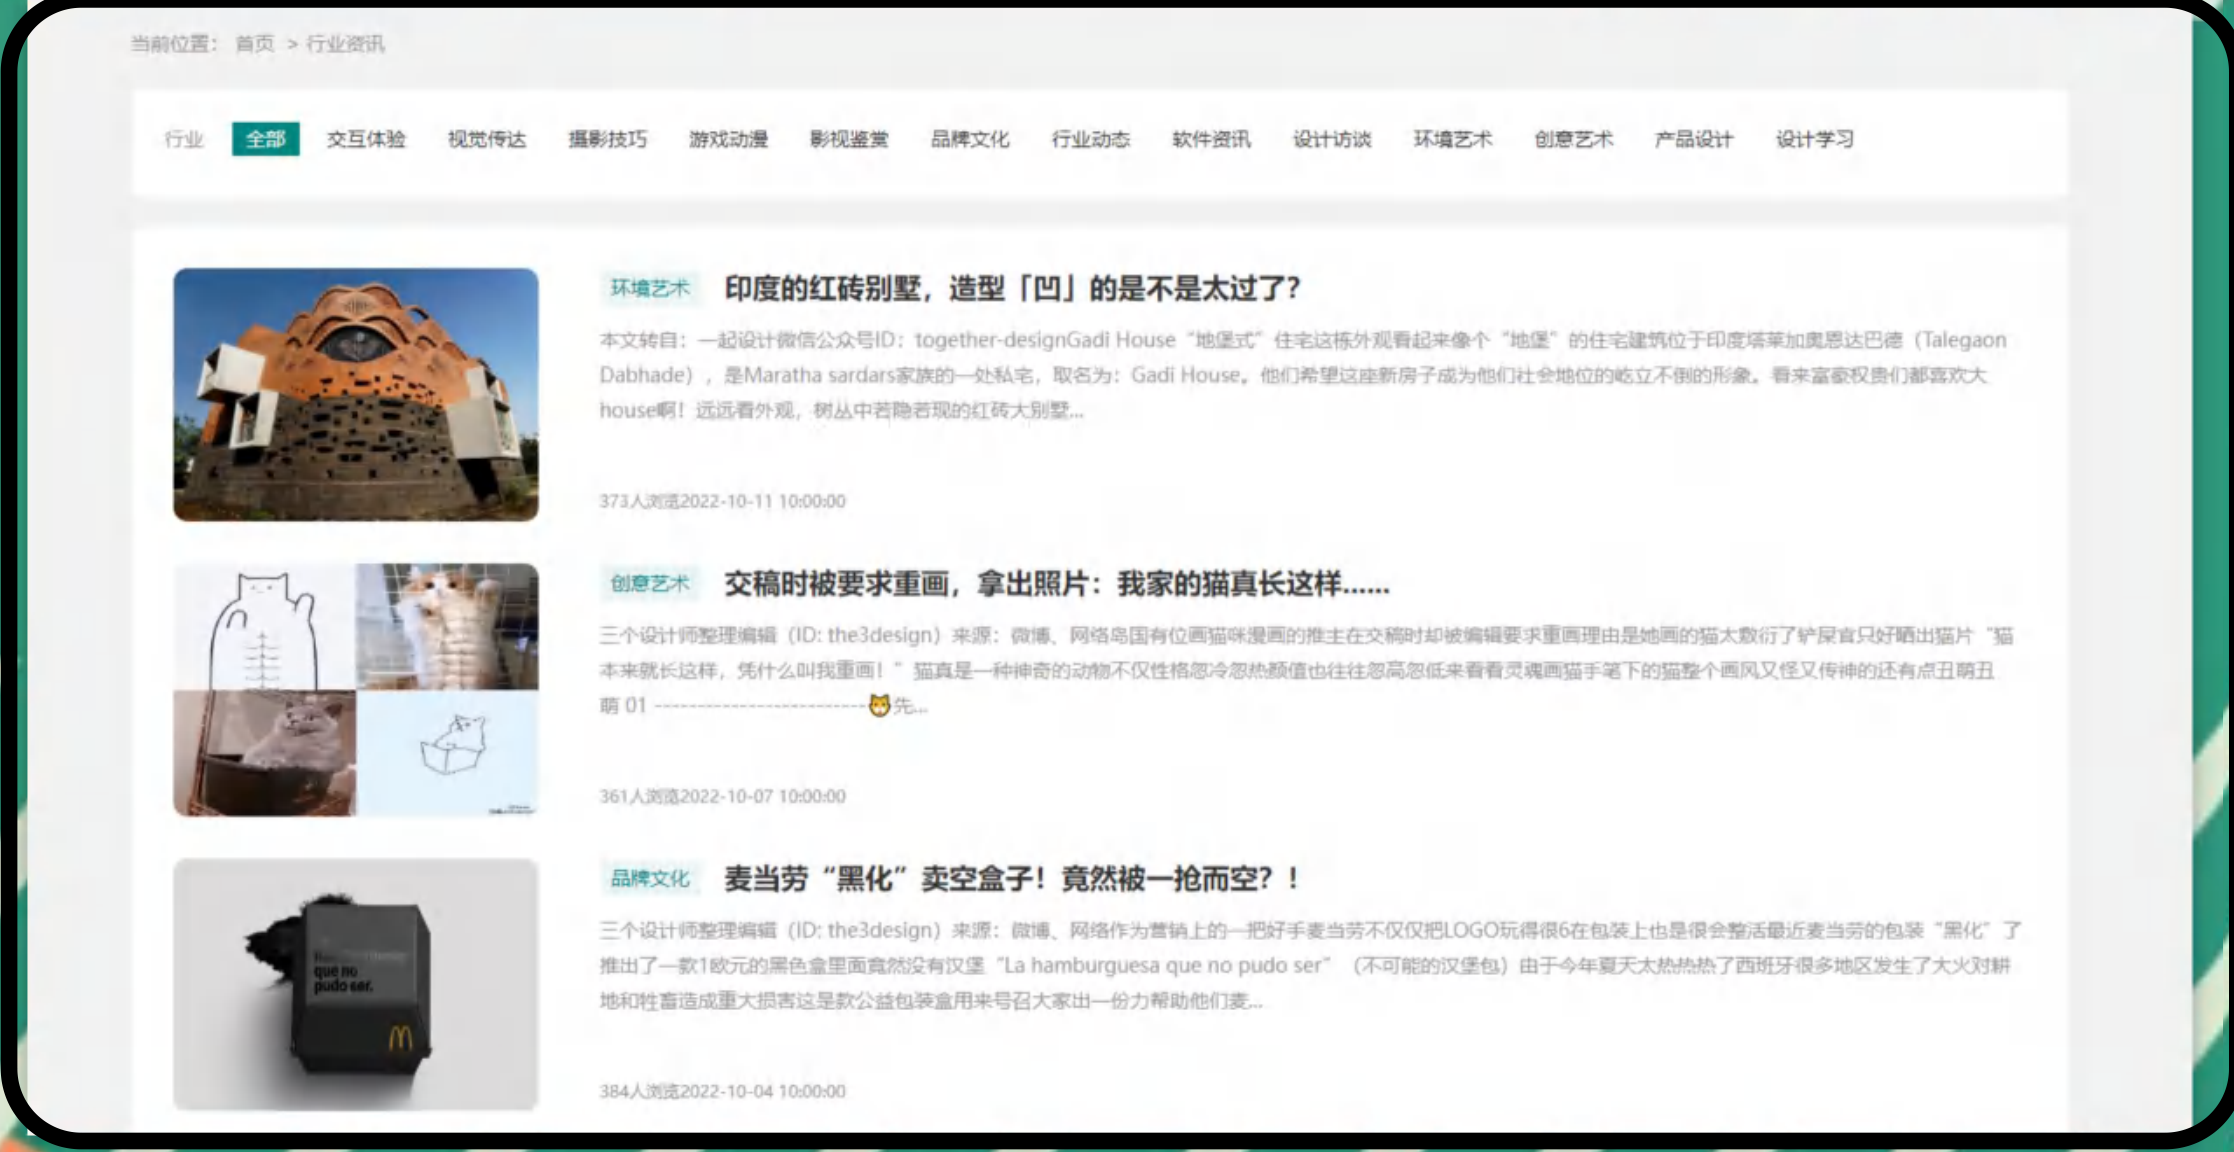 当前位置： 首页 > 行业资讯
行业 全部 交互体验 视觉传达 摄影技巧 游戏动漫 影视鉴赏 品牌文化 行业动态 软件资讯 设计访谈 环境艺术 创意艺术 产品设计 设计学习
环境艺术 印度的红砖别墅，造型「凹」的是不是太过了？
本文转自：一起设计微信公众号ID：together-designGadi House“地堡式”住宅这栋外观看起来像个“地堡”的住宅建筑位于印度塔莱加奥恩达巴德（Talegaon
Dabhade），是Maratha sardars家族的一处私宅，取名为：Gadi House。他们希望这座新房子成为他们社会地位的屹立不倒的形象。看来富豪权贵们都喜欢大
house啊！远远看外观，树丛中若隐若现的红砖大别墅...
373人浏览2022-10-11 10:00:00
创意艺术 交稿时被要求重画，拿出照片：我家的猫真长这样......
三个设计师整理编辑（ID: the3design）来源：微博、网络岛国有位画猫咪漫画的推主在交稿时却被编辑要求重画理由是她画的猫太敷衍了铲屎官只好晒出猫片“猫
本来就长这样，凭什么叫我重画！”猫真是一种神奇的动物不仅性格忽冷忽热颜值也往往忽高忽低来看看灵魂画猫手笔下的猫整个画风又怪又传神的还有点丑萌丑
萌 01 -------------------------🐱先...
361人浏览2022-10-07 10:00:00
品牌文化 麦当劳“黑化”卖空盒子！竟然被一抢而空？！
三个设计师整理编辑（ID: the3design）来源：微博、网络作为营销上的一把好手麦当劳不仅仅把LOGO玩得很6在包装上也是很会整活最近麦当劳的包装“黑化”了
推出了一款1欧元的黑色盒里面竟然没有汉堡“La hamburguesa que no pudo ser”（不可能的汉堡包）由于今年夏天太热热热了西班牙很多地区发生了大火对耕
地和牲畜造成重大损害这是款公益包装盒用来号召大家出一份力帮助他们麦...
que no
pudo ser.
384人浏览2022-10-04 10:00:00